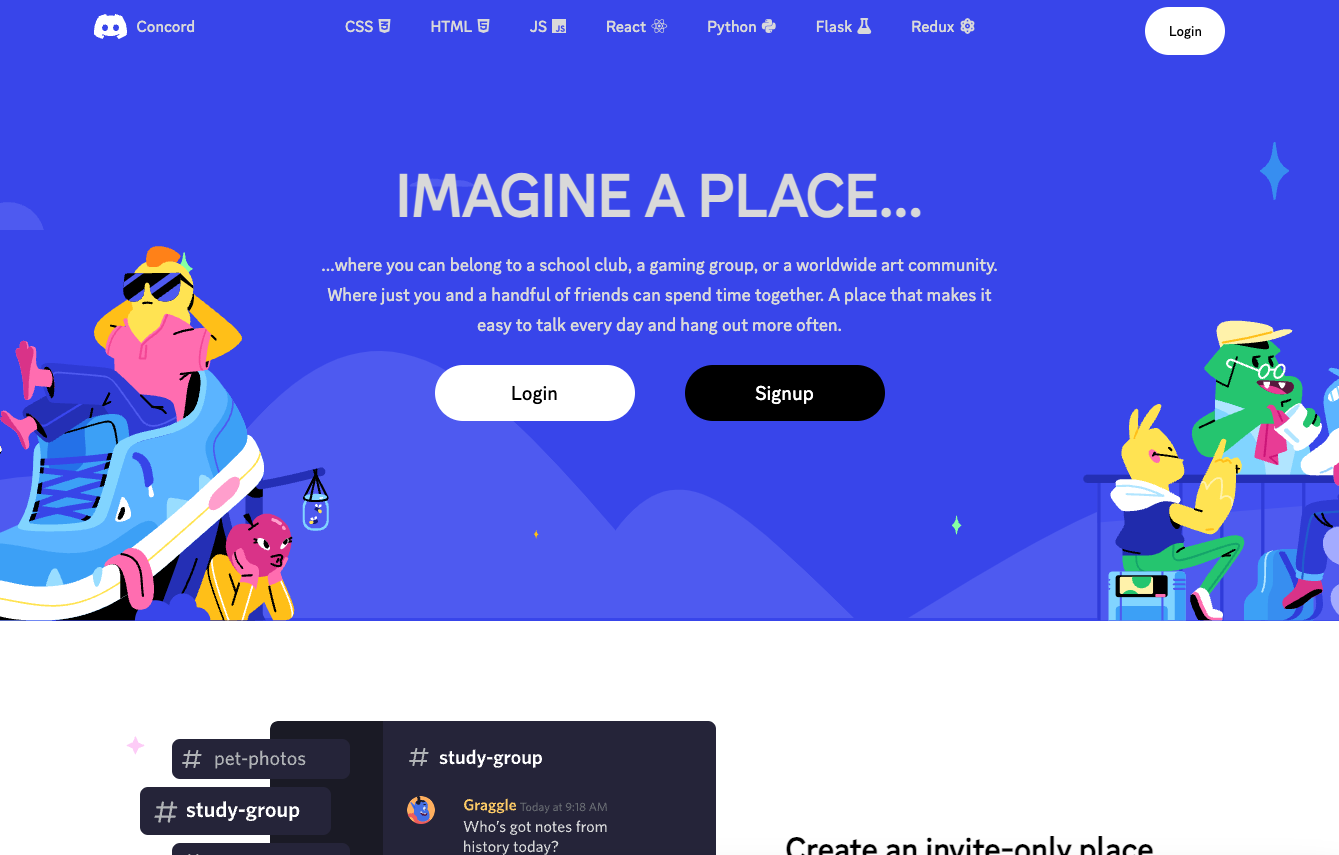 Concord
CSS
HTML
JS JS
React
Python
Flask
Redux
Login
IMAGINE A PLACE...
...where you can belong to a school club, a gaming group, or a worldwide art community.
Where just you and a handful of friends can spend time together. A place that makes it
easy to talk every day and hang out more often.
Login
Signup
# pet-photos
# study-group
# study-group
Graggle Today at 9:18 AM
Who's got notes from
history today?
Create an invite-only place